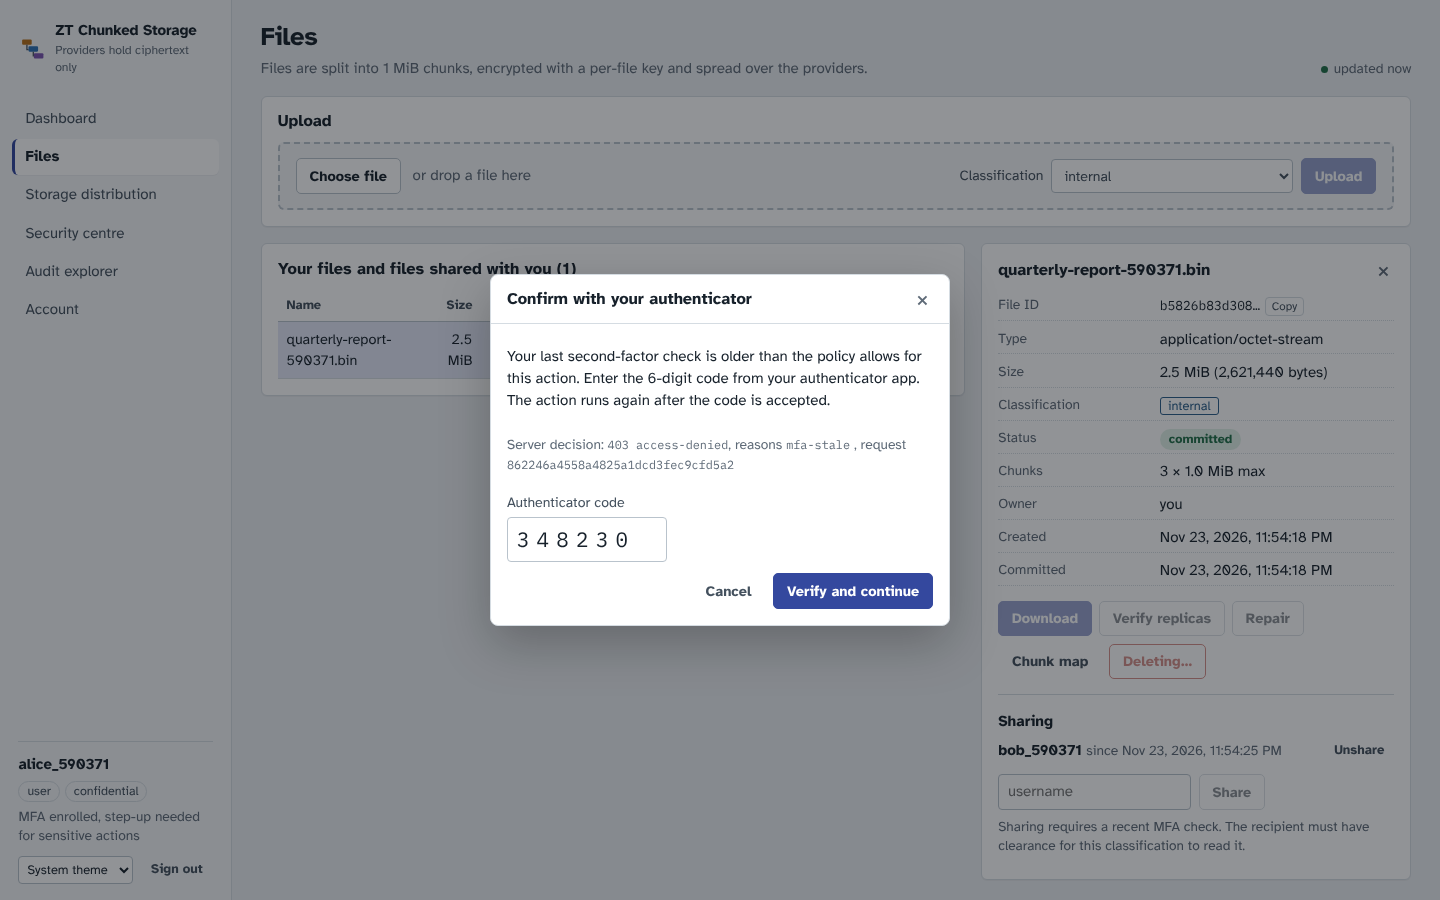 ZT Chunked Storage
Providers hold ciphertext
only
Dashboard
Files
Storage distribution
Security centre
Audit explorer
Account
alice_590371
user confidential
MFA enrolled, step-up needed
for sensitive actions
System theme Sign out
Files
Files are split into 1 MiB chunks, encrypted with a per-file key and spread over the providers.
updated now
Upload
Choose file or drop a file here Classification internal Upload
Your files and files shared with you (1)
Name Size
quarterly-report- 2.5
590371.bin MiB
Confirm with your authenticator ×
Your last second-factor check is older than the policy allows for
this action. Enter the 6-digit code from your authenticator app.
The action runs again after the code is accepted.
Server decision: 403 access-denied, reasons mfa-stale , request
862246a4558a4825a1dcd3fec9cfd5a2
Authenticator code
348230
Cancel Verify and continue
quarterly-report-590371.bin ×
File ID b5826b83d308… Copy
Type application/octet-stream
Size 2.5 MiB (2,621,440 bytes)
Classification internal
Status committed
Chunks 3 × 1.0 MiB max
Owner you
Created Nov 23, 2026, 11:54:18 PM
Committed Nov 23, 2026, 11:54:18 PM
Download Verify replicas Repair
Chunk map Deleting…
Sharing
bob_590371 since Nov 23, 2026, 11:54:25 PM Unshare
username Share
Sharing requires a recent MFA check. The recipient must have
clearance for this classification to read it.